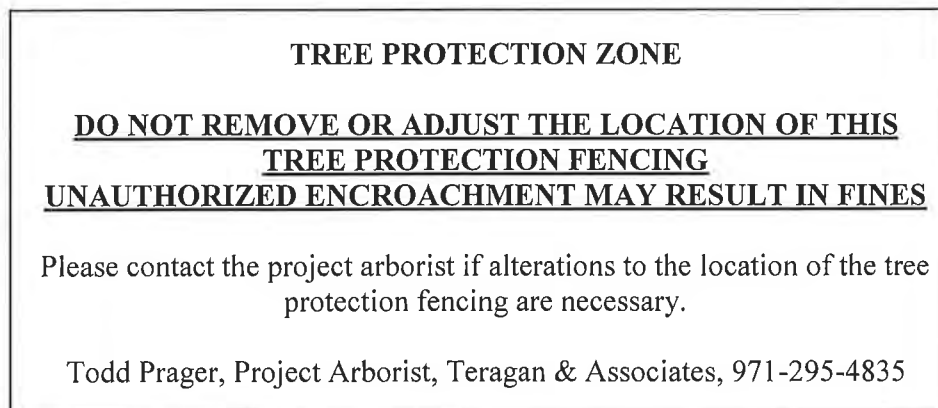 TREE PROTECTION ZONE
DO NOT REMOVE OR ADJUST THE LOCATION OF THIS
TREE PROTECTION FENCING
UNAUTHORIZED ENCROACHMENT MAY RESULT IN FINES
Please contact the project arborist if alterations to the location of the tree
protection fencing are necessary.
Todd Prager, Project Arborist, Teragan & Associates, 971-295-4835